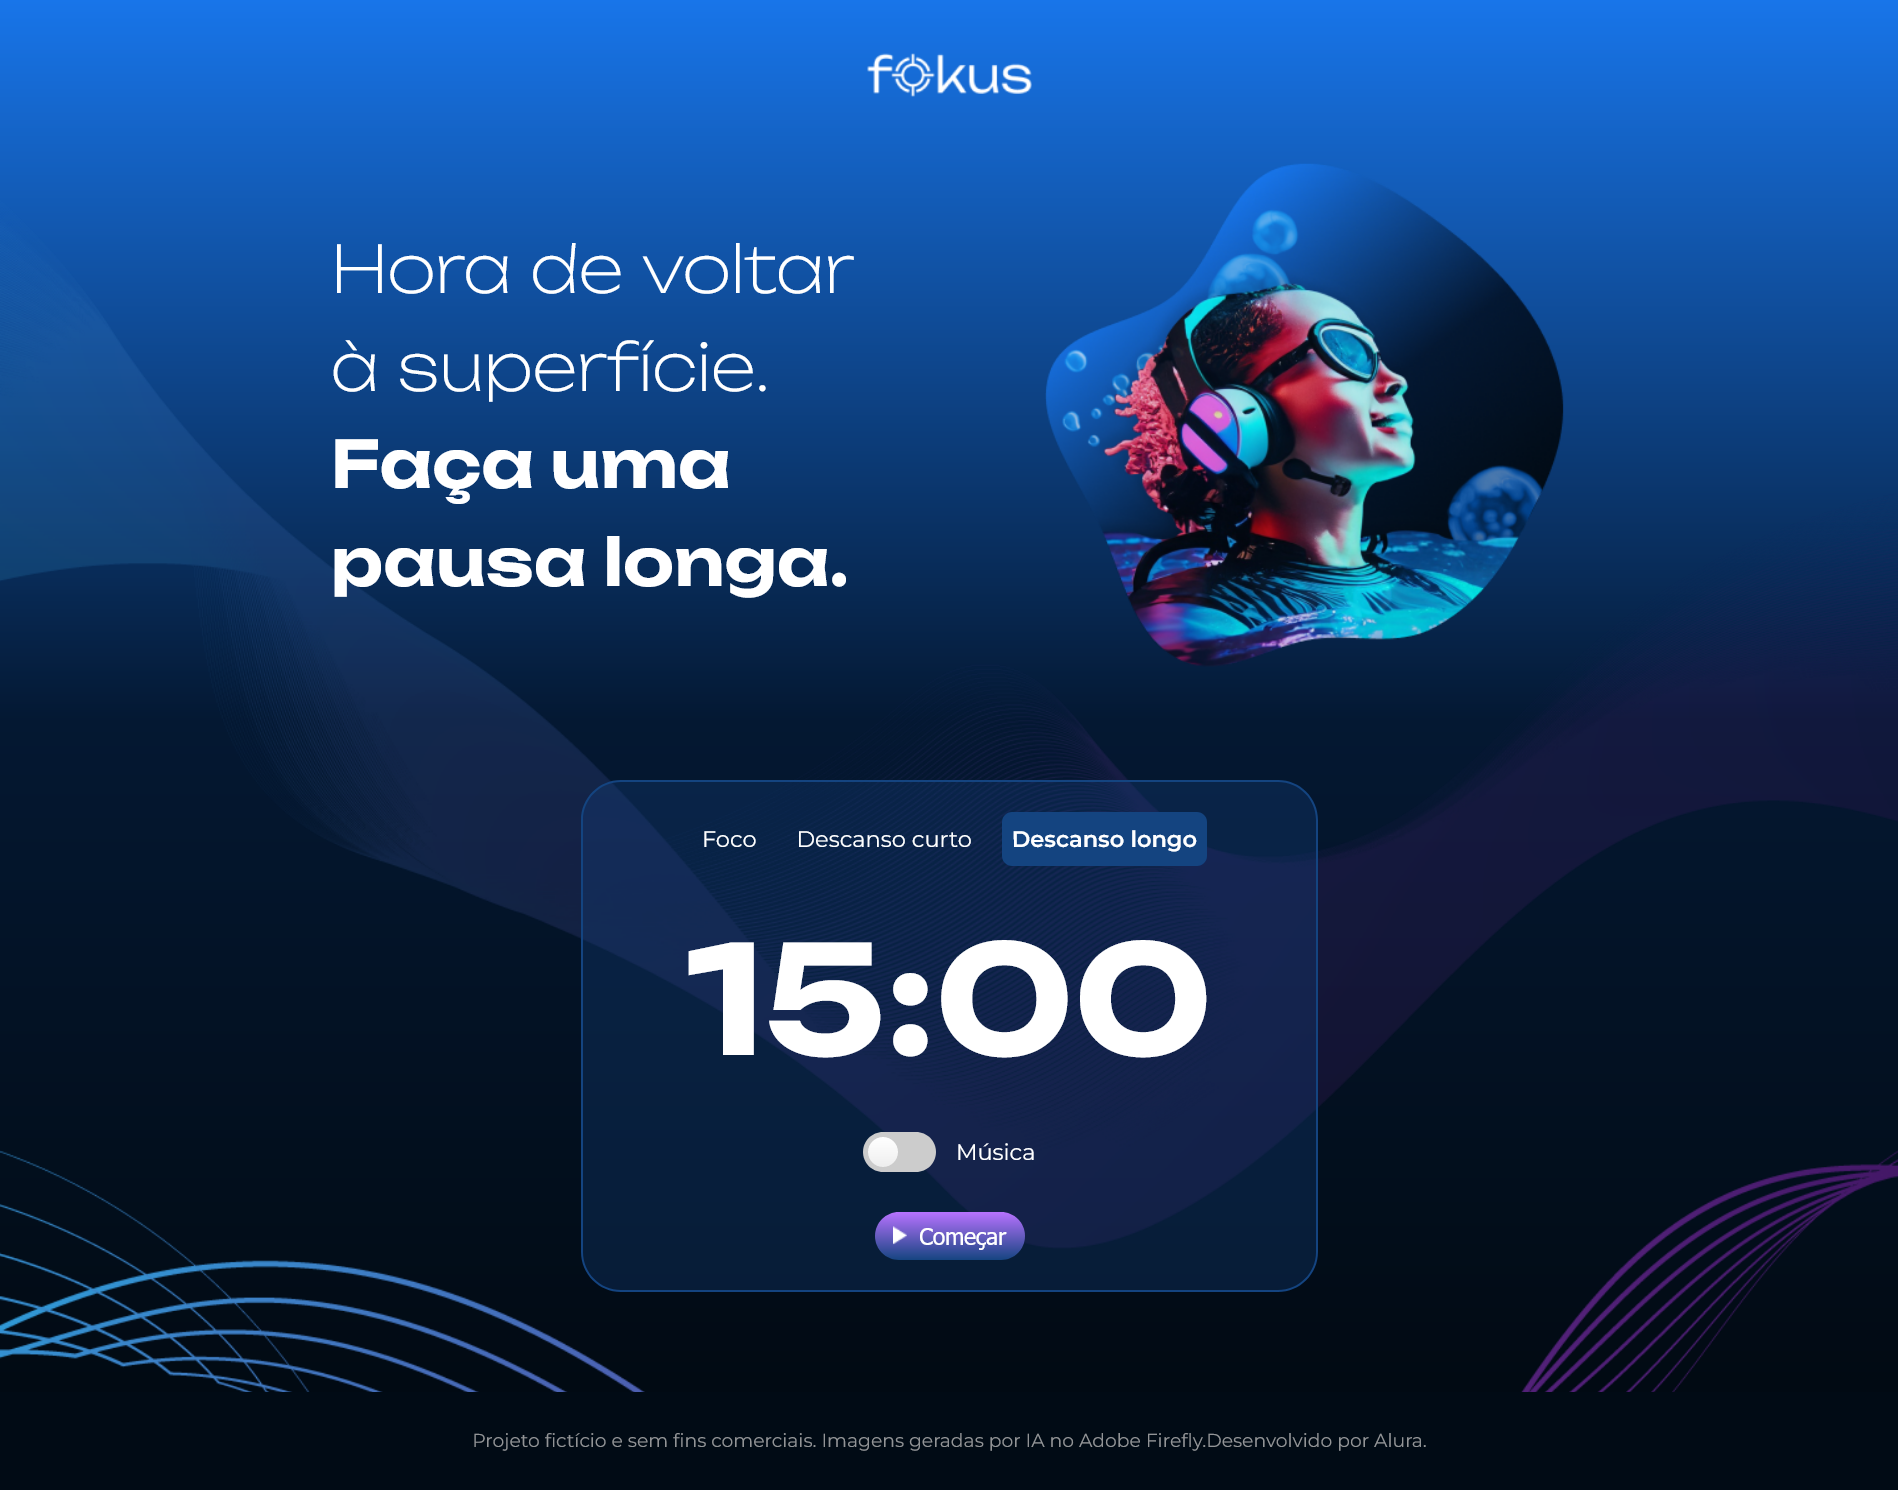 fokus
Hora de voltar
à superfície.
Faça uma
pausa longa.
Foco
Descanso curto
Descanso longo
15:00
Música
Começar
Projeto fictício e sem fins comerciais. Imagens geradas por IA no Adobe Firefly.Desenvolvido por Alura.